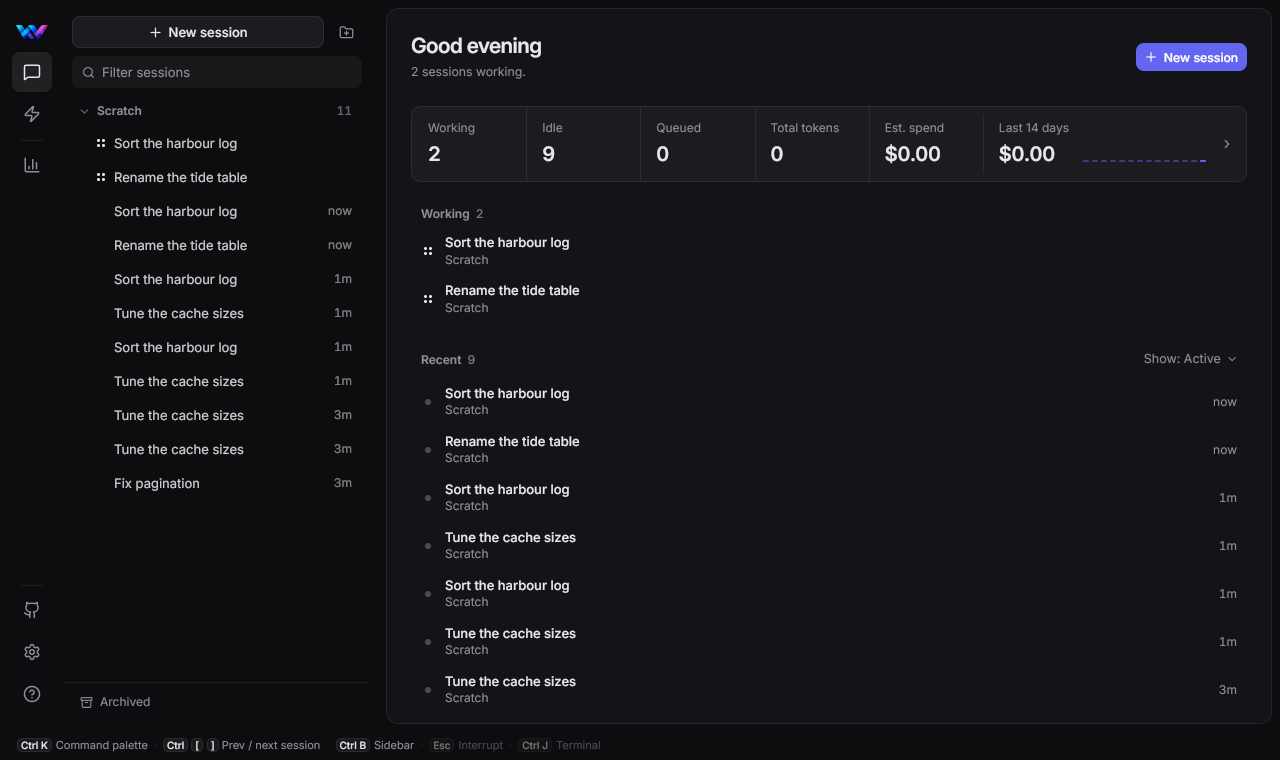 New session
Filter sessions
Scratch 11
Sort the harbour log
Rename the tide table
Sort the harbour log now
Rename the tide table now
Sort the harbour log 1m
Tune the cache sizes 1m
Sort the harbour log 1m
Tune the cache sizes 1m
Tune the cache sizes 3m
Tune the cache sizes 3m
Fix pagination 3m
Archived
Good evening
2 sessions working.
New session
Working Idle Queued Total tokens Est. spend Last 14 days
2 9 0 0 $0.00 $0.00
Working 2
Sort the harbour log
Scratch
Rename the tide table
Scratch
Recent 9 Show: Active
Sort the harbour log
Scratch now
Rename the tide table
Scratch now
Sort the harbour log
Scratch 1m
Tune the cache sizes
Scratch 1m
Sort the harbour log
Scratch 1m
Tune the cache sizes
Scratch 1m
Tune the cache sizes
Scratch 3m
Ctrl K Command palette · Ctrl [ ] Prev / next session · Ctrl B Sidebar · Esc Interrupt · Ctrl J Terminal